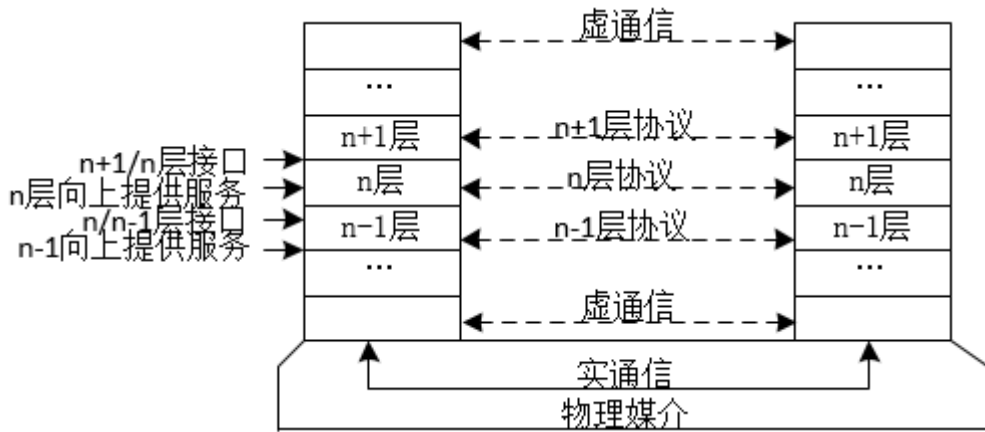 虚通信
…
…
n+1层
n±1层协议
n+1层
n+1/n层接口
n层
n层协议
n层
n层向上提供服务
n/n-1层接口
n-1层
n-1层协议
n-1层
n-1向上提供服务
…
…
虚通信
实通信
物理媒介